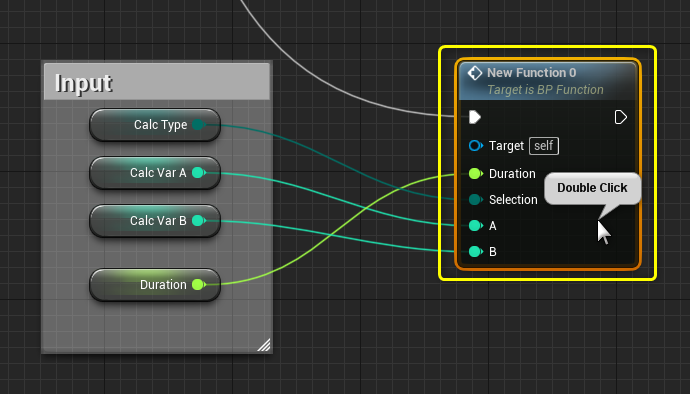 Input
Calc Type
Calc Var A
Calc Var B
Duration
New Function 0
Target is BP Function
Target self
Duration
Selection
A
B
Double Click